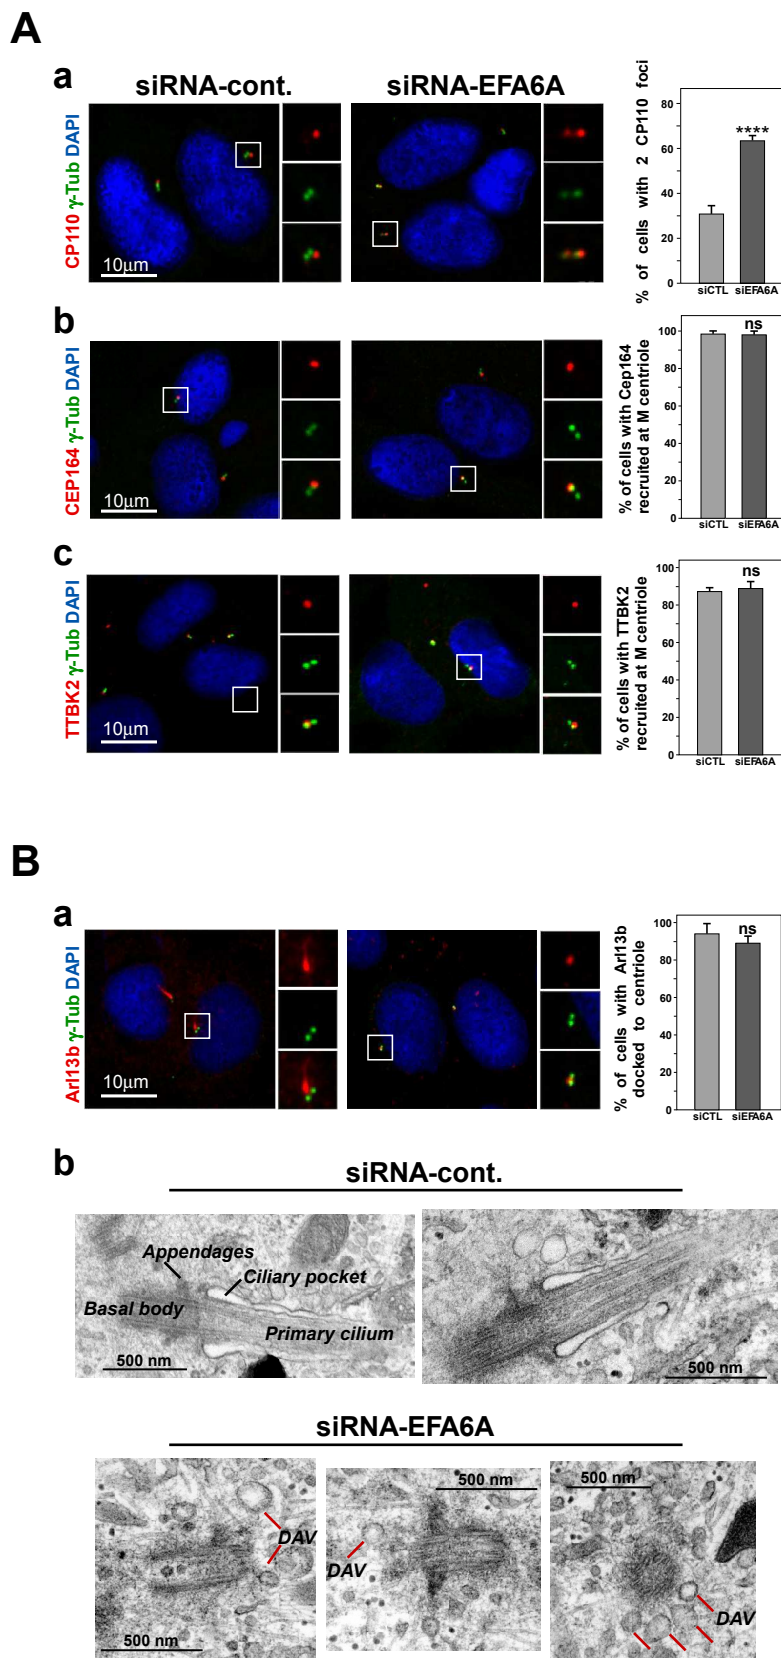 A
a
siRNA-cont.
siRNA-EFA6A
CP110 γ-Tub DAPI
10μm
% of cells with 2 CP110 foci
80
60
40
20
0
****
siCTL
siEFA6A
b
CEP164 γ-Tub DAPI
10μm
% of cells with Cep164
recruited at M centriole
100
80
60
40
20
0
ns
siCTL
siEFA6A
c
TTBK2 γ-Tub DAPI
10μm
% of cells with TTBK2
recruited at M centriole
100
80
60
40
20
0
ns
siCTL
siEFA6A
B
a
Arl13b γ-Tub DAPI
10μm
% of cells with Arl13b
docked to centriole
100
80
60
40
20
0
ns
siCTL
siEFA6A
b
siRNA-cont.
Appendages
Ciliary pocket
Basal body
Primary cilium
500 nm
500 nm
siRNA-EFA6A
DAV
500 nm
500 nm
DAV
500 nm
DAV